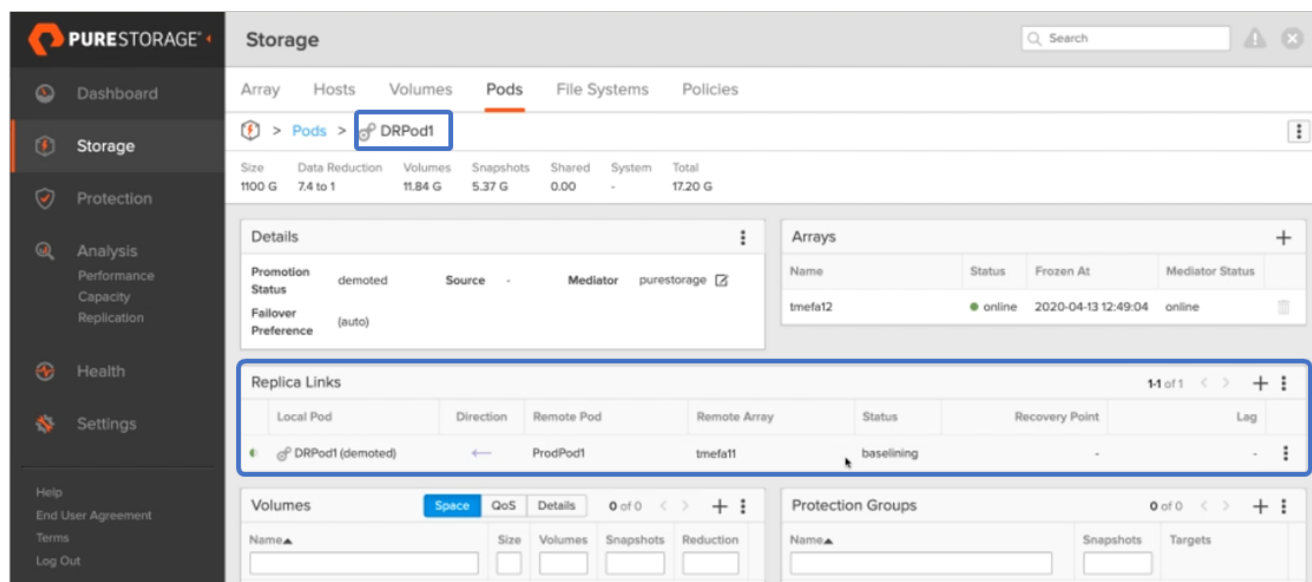 PURESTORAGE®
Storage
Search
Dashboard
Storage
Protection
Analysis
Performance
Capacity
Replication
Health
Settings
Help
End User Agreement
Terms
Log Out
Array Hosts Volumes Pods File Systems Policies
> Pods > DRPod1
Size Data Reduction Volumes Snapshots Shared System Total
1100 G 7.4 to 1 11.84 G 5.37 G 0.00 - 17.20 G
Details
Promotion Status demoted Source - Mediator purestorage
Failover Preference (auto)
Arrays
Name Status Frozen At Mediator Status
tmefa12 online 2020-04-13 12:49:04 online
Replica Links 1-1 of 1
Local Pod Direction Remote Pod Remote Array Status Recovery Point Lag
DRPod1 (demoted) ← ProdPod1 tmefa11 baselining - -
Volumes Space QoS Details 0 of 0
Name▲ Size Volumes Snapshots Reduction
Protection Groups 0 of 0
Name▲ Snapshots Targets